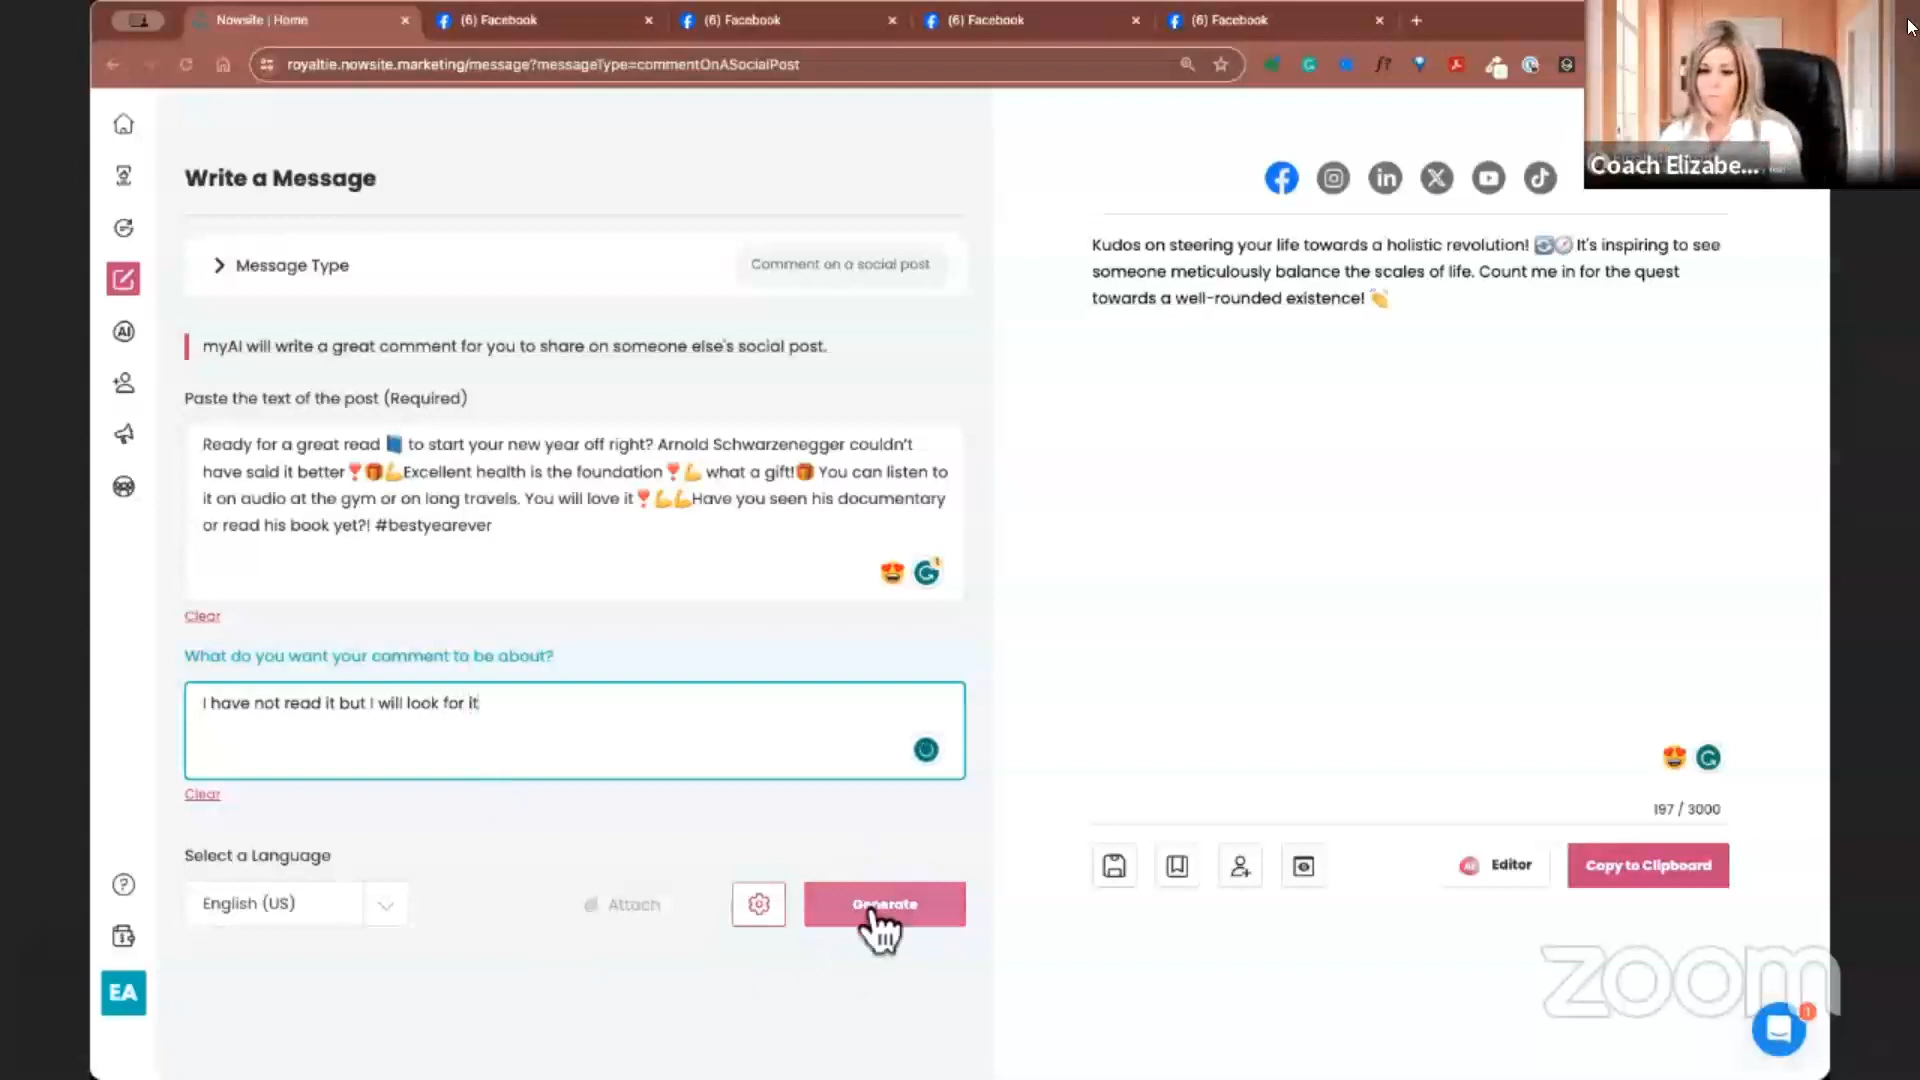 Nowsite | Home
(6) Facebook
(6) Facebook
(6) Facebook
(6) Facebook
royaltie.nowsite.marketing/message?messageType=commentOnASocialPost
Coach Elizabe...
Write a Message
Message Type
Comment on a social post
myAI will write a great comment for you to share on someone else's social post.
Paste the text of the post (Required)
Ready for a great read 📘 to start your new year off right? Arnold Schwarzenegger couldn't
have said it better❣️🎁💪Excellent health is the foundation❣️💪 what a gift!🎁 You can listen to
it on audio at the gym or on long travels. You will love it❣️💪💪Have you seen his documentary
or read his book yet?! #bestyearever
Clear
What do you want your comment to be about?
I have not read it but I will look for it
Clear
Select a Language
English (US)
Attach
Generate
Kudos on steering your life towards a holistic revolution! 🔄🧭 It's inspiring to see
someone meticulously balance the scales of life. Count me in for the quest
towards a well-rounded existence! 👏
197 / 3000
AI
Editor
Copy to Clipboard
AI
EA
zoom
1